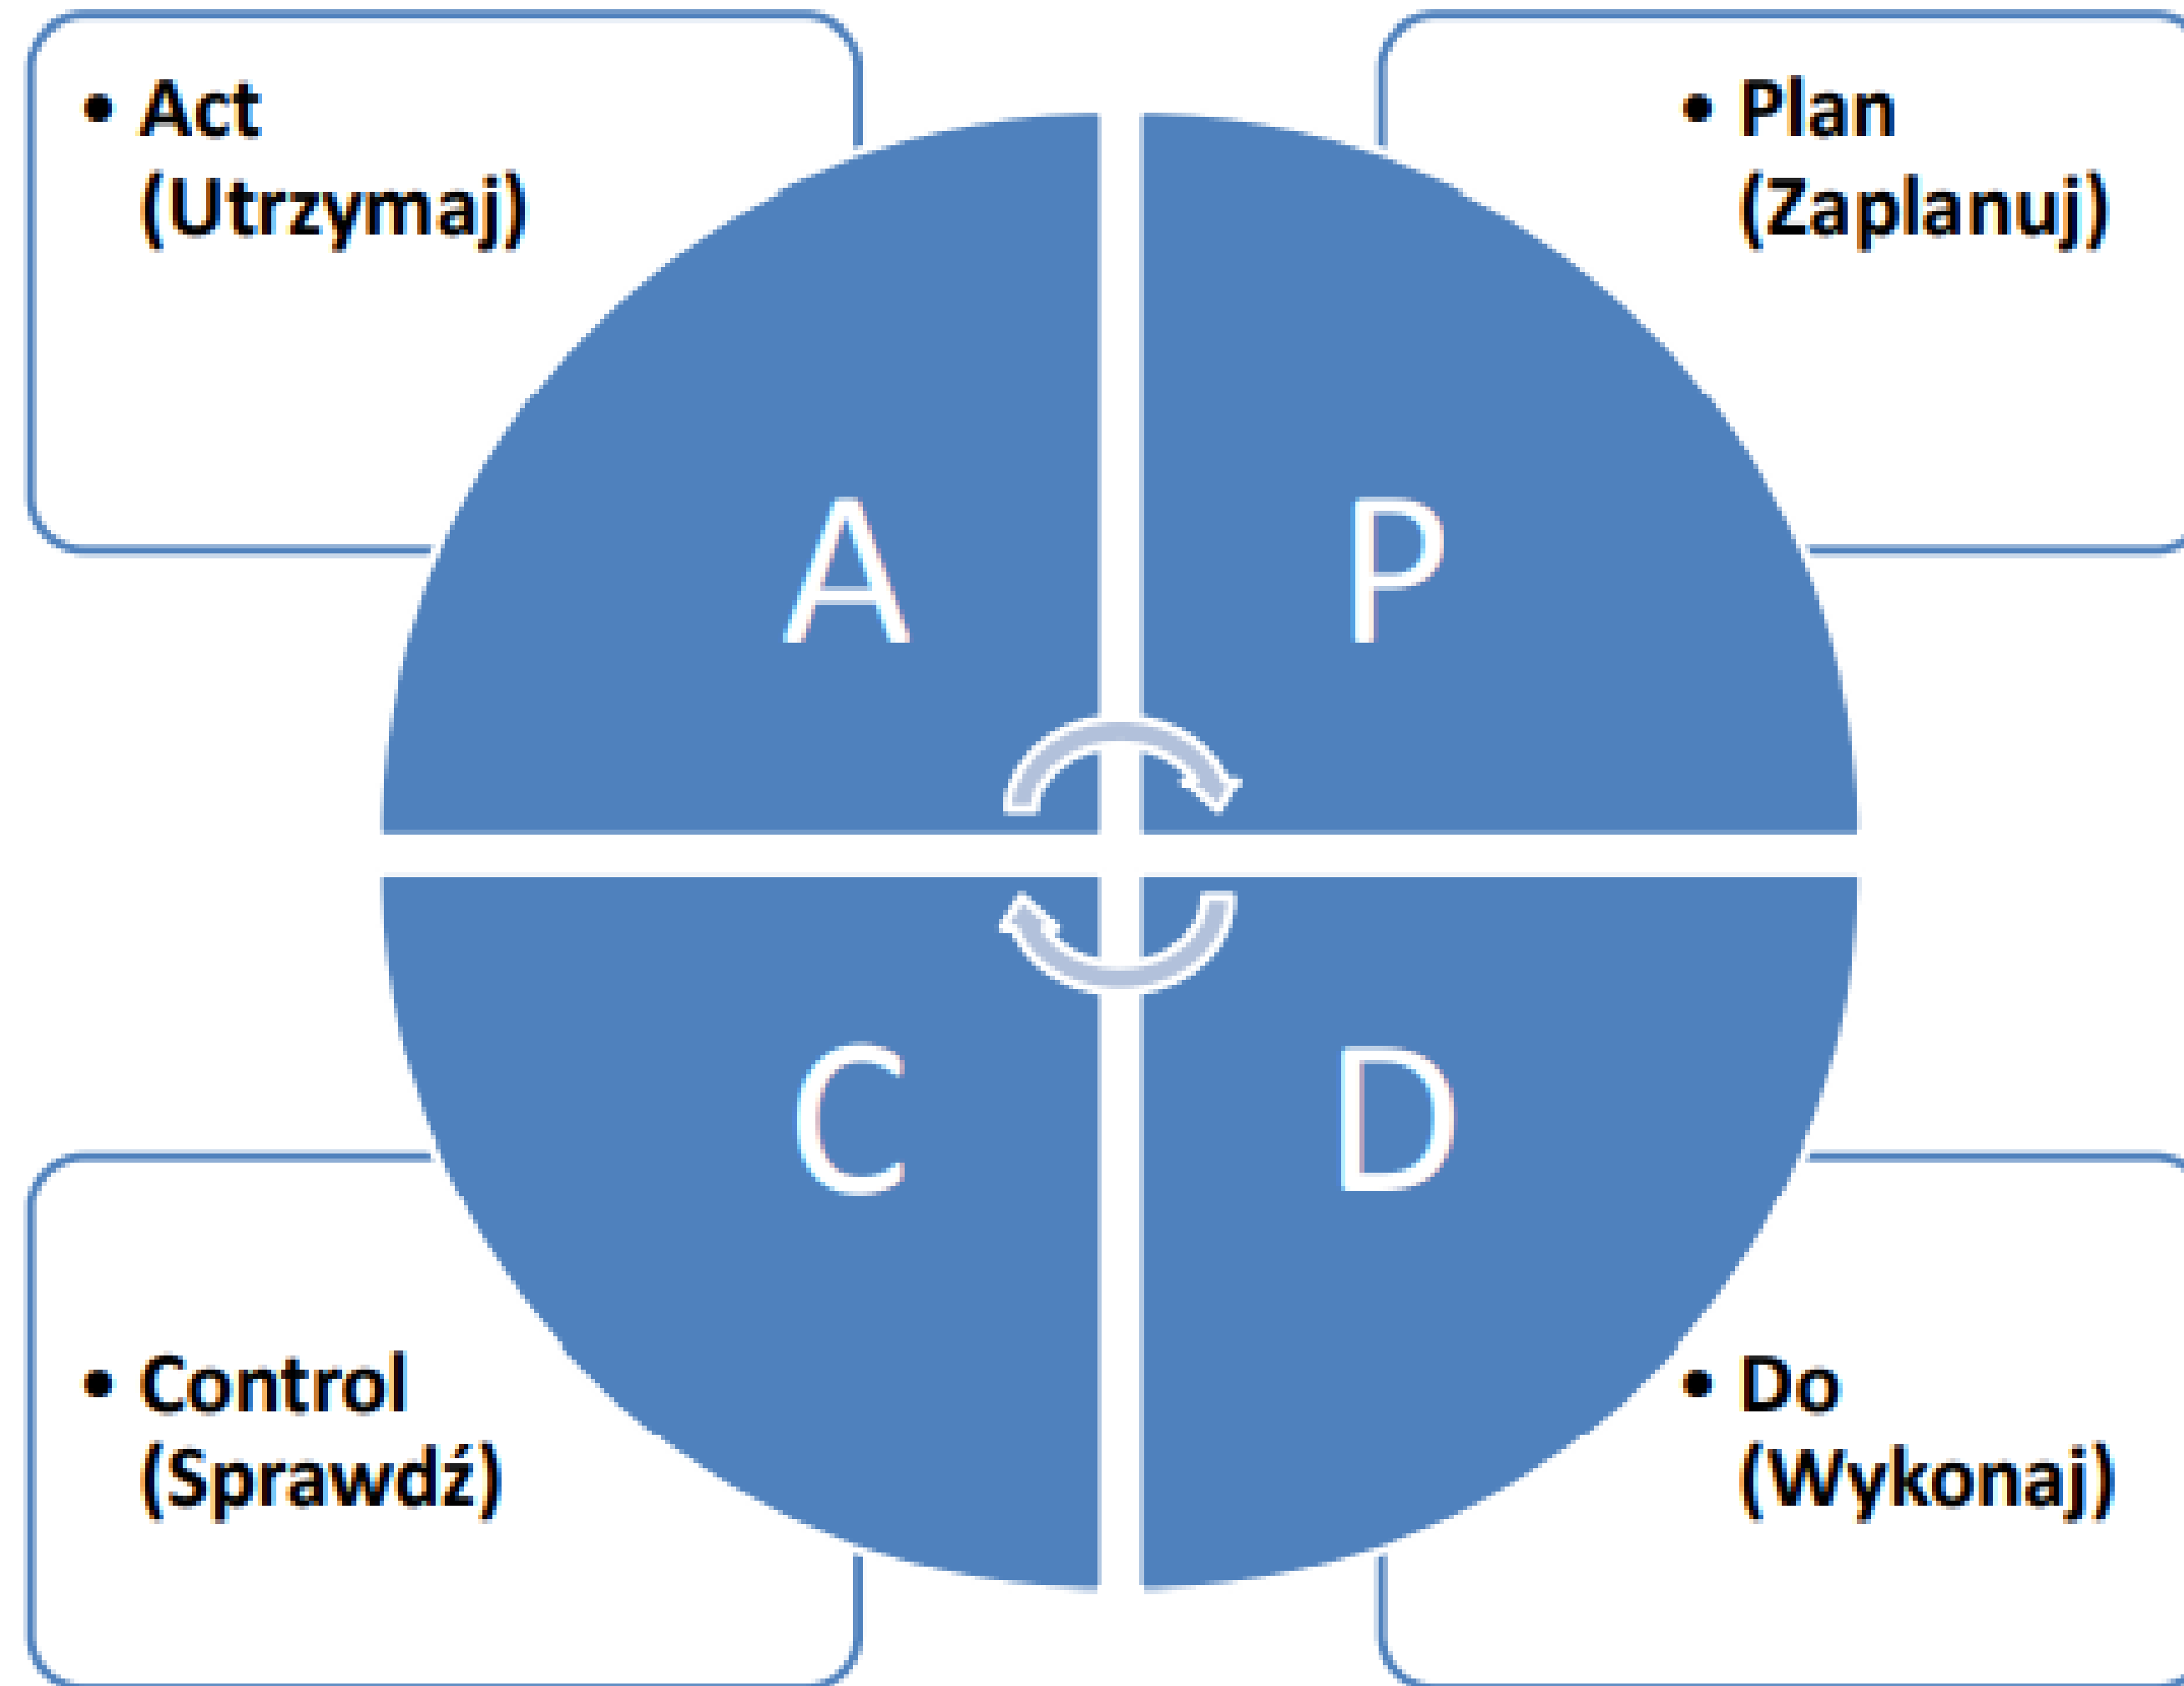 • Act
(Utrzymaj)
• Plan
(Zaplanuj)
A
P
C
D
• Control
(Sprawdź)
• Do
(Wykonaj)